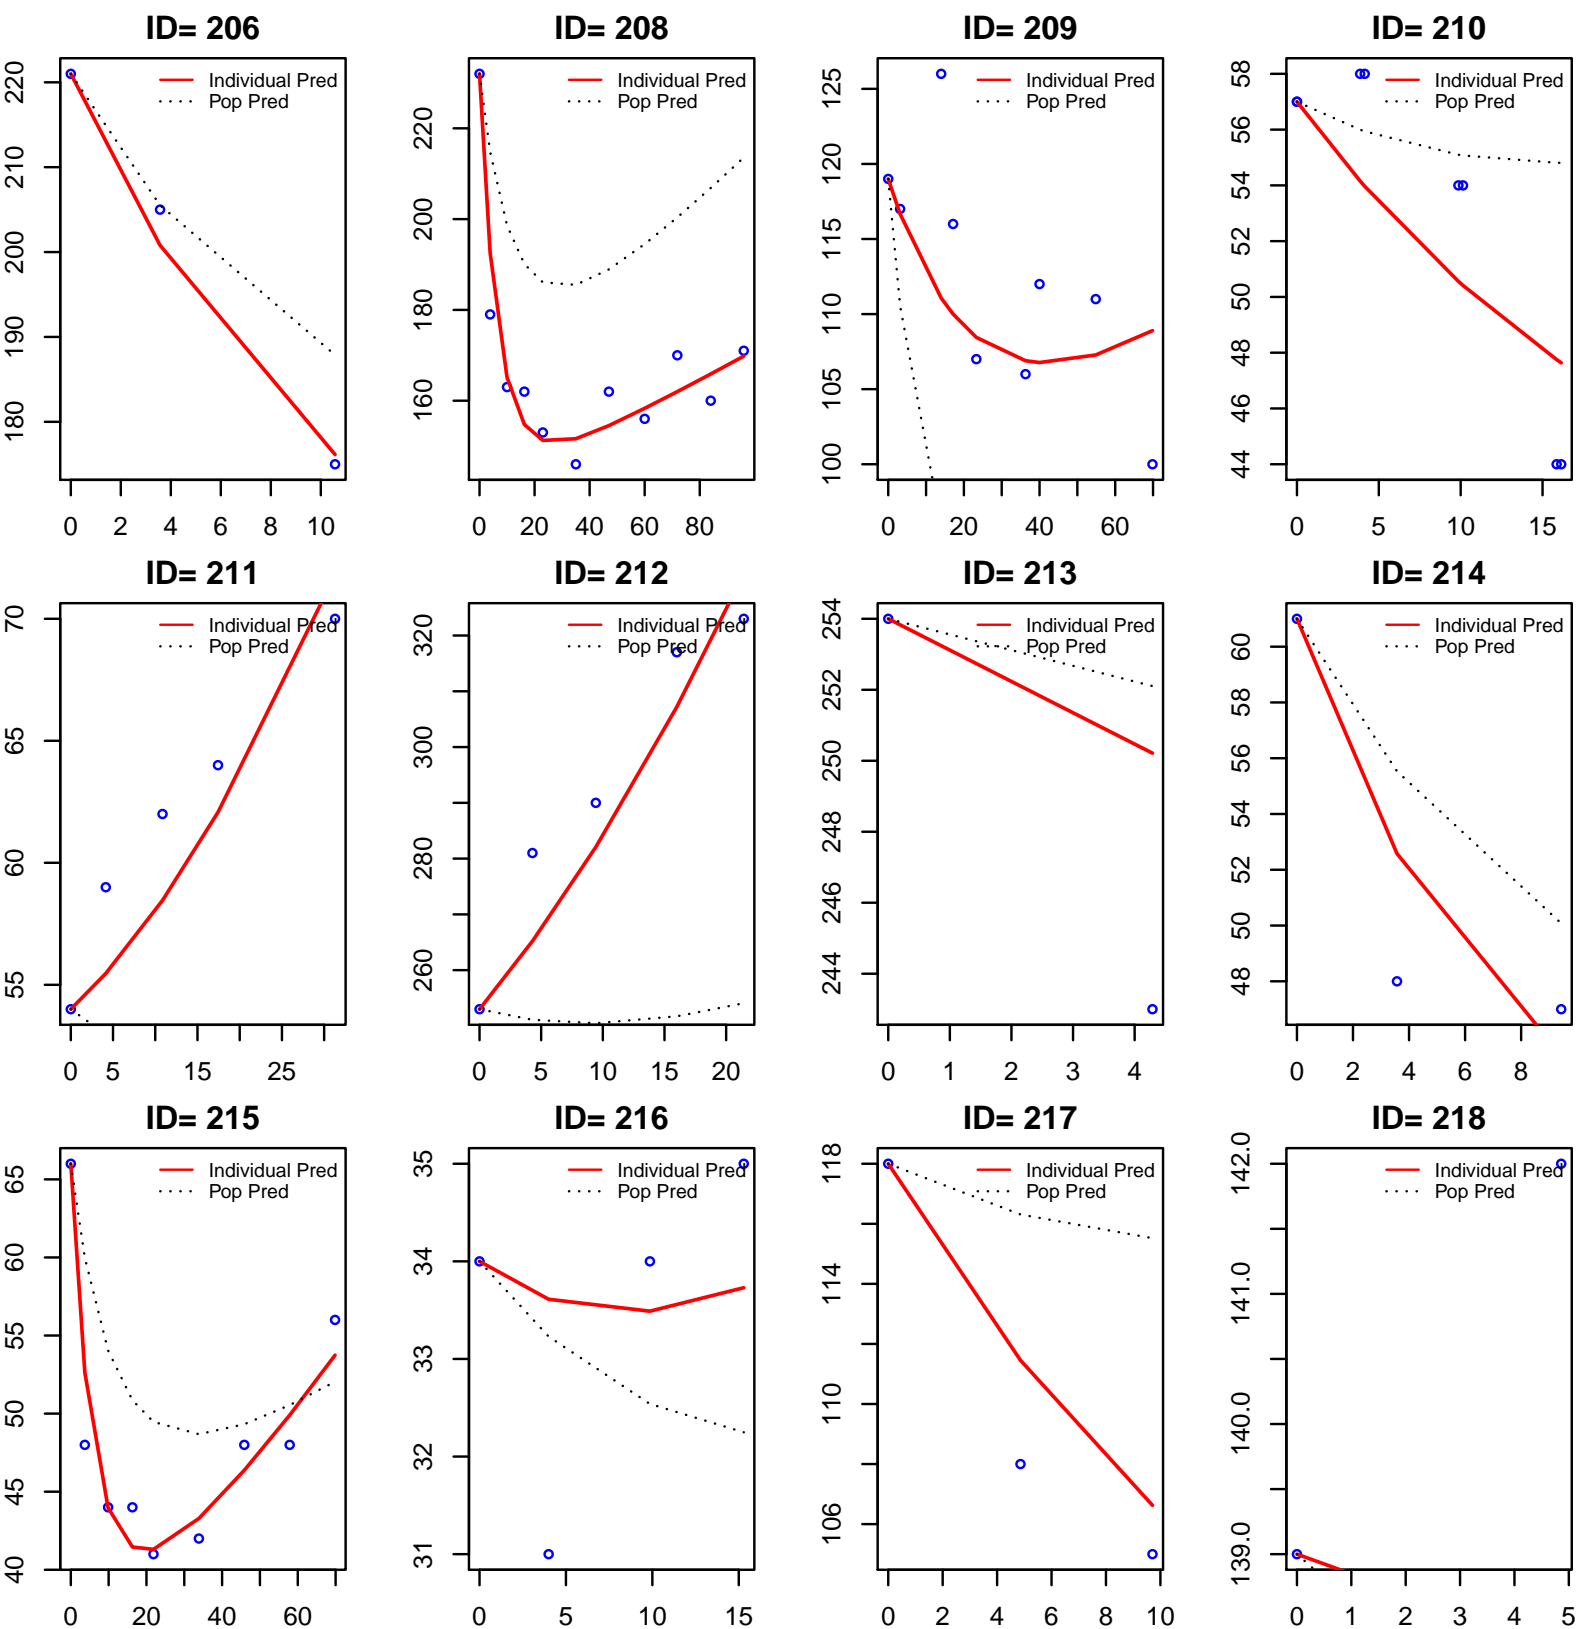 ID= 206
Individual Pred
Pop Pred
220
210
200
190
180
0 2 4 6 8 10
ID= 208
Individual Pred
Pop Pred
220
200
180
160
0 20 40 60 80
ID= 209
Individual Pred
Pop Pred
125
120
115
110
105
100
0 20 40 60
ID= 210
Individual Pred
Pop Pred
58
56
54
52
50
48
46
44
0 5 10 15
ID= 211
Individual Pred
Pop Pred
70
65
60
55
0 5 15 25
ID= 212
Individual Pred
Pop Pred
320
300
280
260
0 5 10 15 20
ID= 213
Individual Pred
Pop Pred
254
252
250
248
246
244
0 1 2 3 4
ID= 214
Individual Pred
Pop Pred
60
58
56
54
52
50
48
0 2 4 6 8
ID= 215
Individual Pred
Pop Pred
65
60
55
50
45
40
0 20 40 60
ID= 216
Individual Pred
Pop Pred
35
34
33
32
31
0 5 10 15
ID= 217
Individual Pred
Pop Pred
118
114
110
106
0 2 4 6 8 10
ID= 218
Individual Pred
Pop Pred
142.0
141.0
140.0
139.0
0 1 2 3 4 5